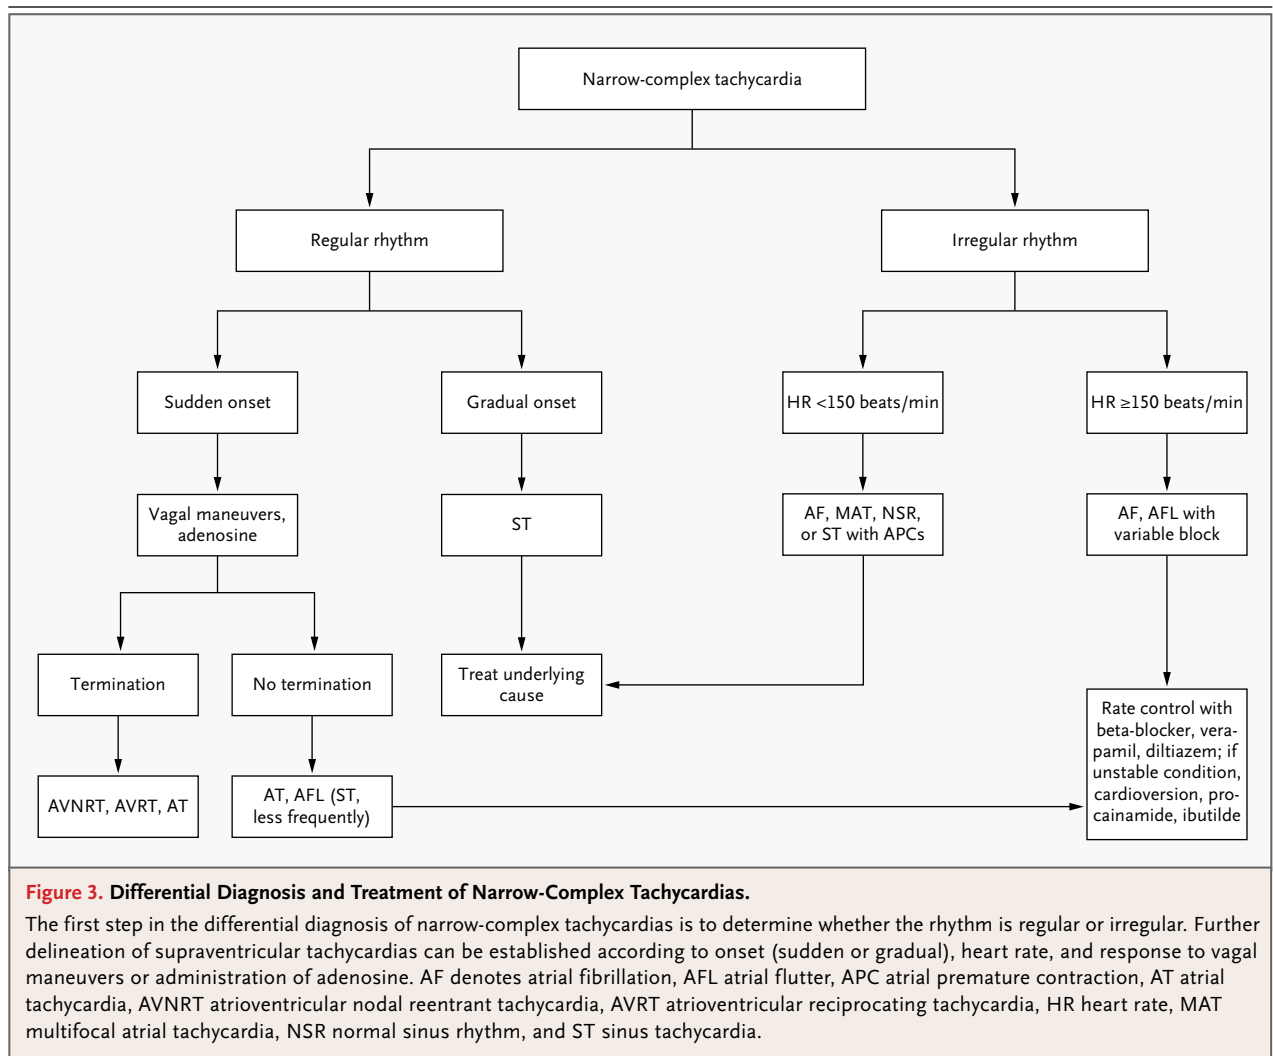 Narrow-complex tachycardia
Regular rhythm
Irregular rhythm
Sudden onset
Gradual onset
HR <150 beats/min
HR ≥150 beats/min
Vagal maneuvers,
adenosine
ST
AF, MAT, NSR,
or ST with APCs
AF, AFL with
variable block
Termination
No termination
Treat underlying
cause
Rate control with
beta-blocker, vera-
pamil, diltiazem; if
unstable condition,
cardioversion, pro-
cainamide, ibutilde
AVNRT, AVRT, AT
AT, AFL (ST,
less frequently)
Figure 3. Differential Diagnosis and Treatment of Narrow-Complex Tachycardias.
The first step in the differential diagnosis of narrow-complex tachycardias is to determine whether the rhythm is regular or irregular. Further
delineation of supraventricular tachycardias can be established according to onset (sudden or gradual), heart rate, and response to vagal
maneuvers or administration of adenosine. AF denotes atrial fibrillation, AFL atrial flutter, APC atrial premature contraction, AT atrial
tachycardia, AVNRT atrioventricular nodal reentrant tachycardia, AVRT atrioventricular reciprocating tachycardia, HR heart rate, MAT
multifocal atrial tachycardia, NSR normal sinus rhythm, and ST sinus tachycardia.